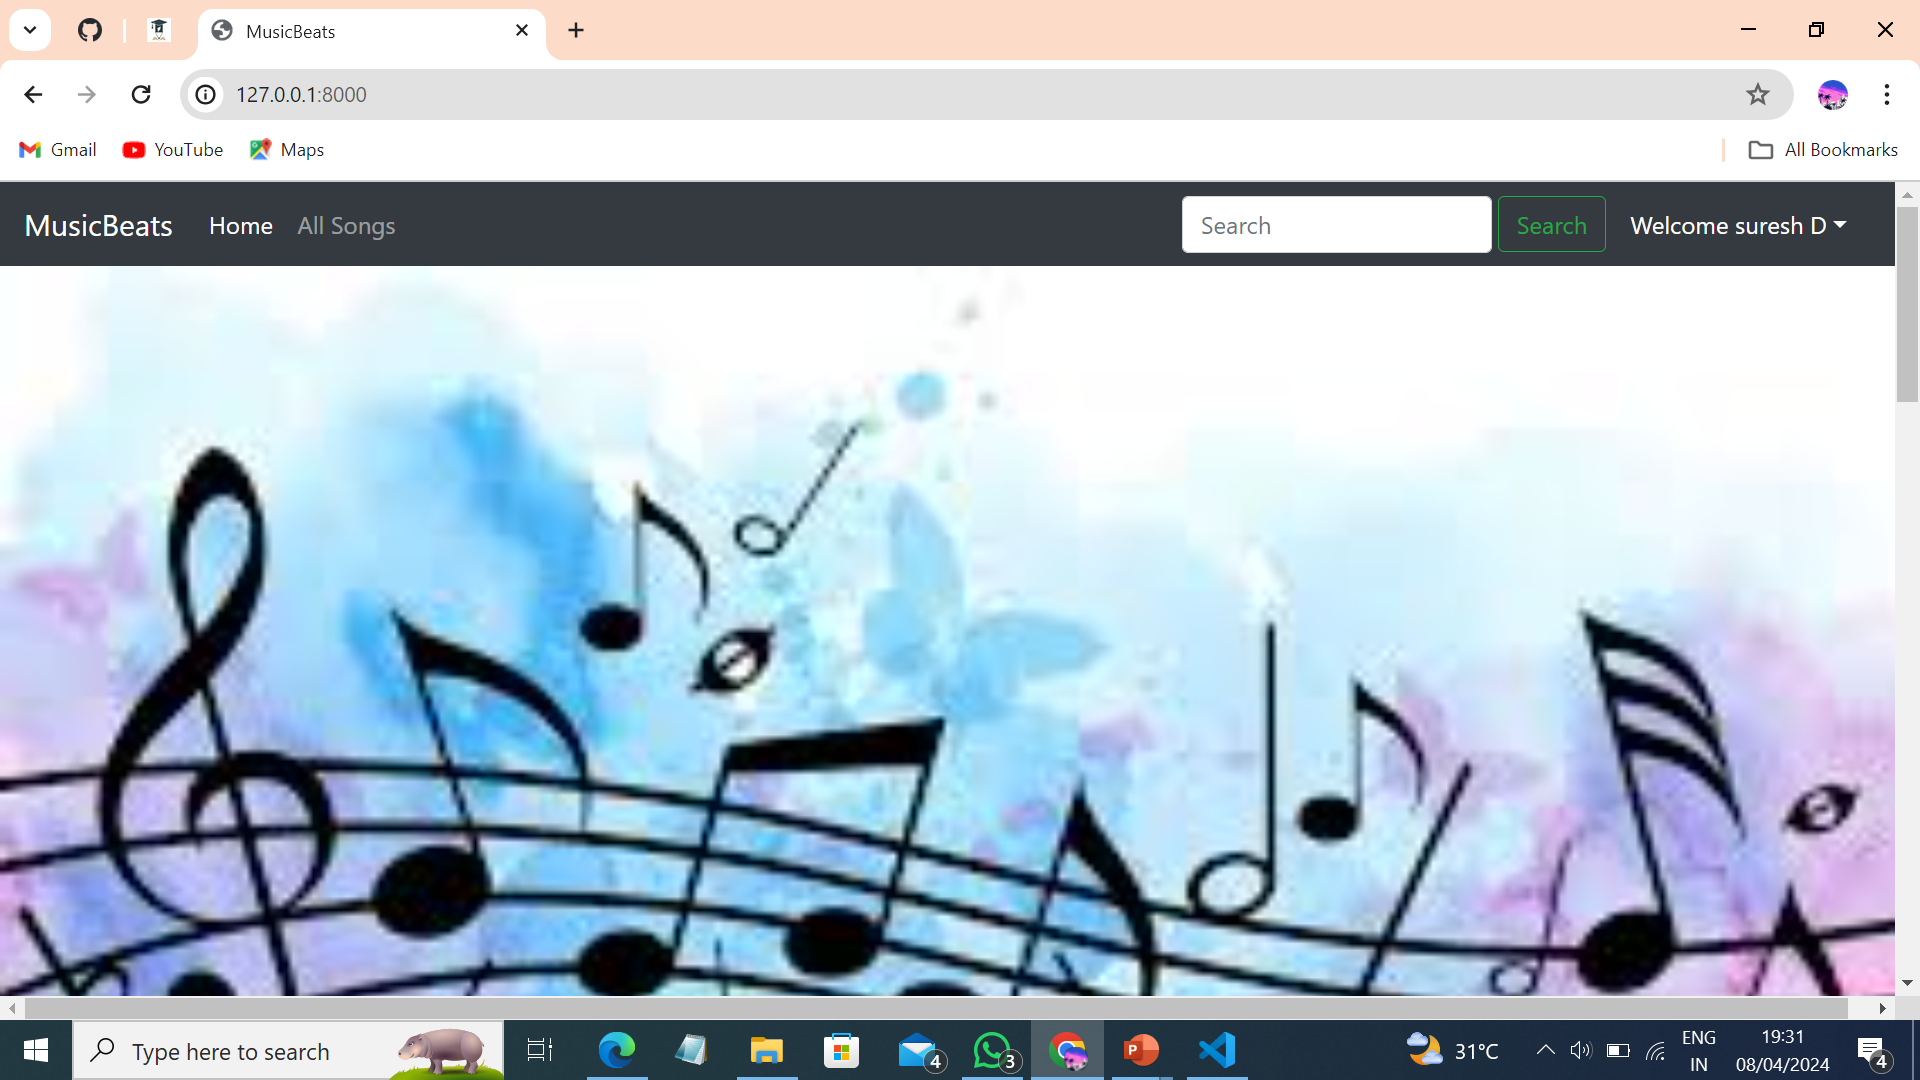 MusicBeats
127.0.0.1:8000
Gmail YouTube Maps All Bookmarks
MusicBeats Home All Songs Search Search Welcome suresh D
Type here to search 4 3 P 31°C ENG 19:31 4
IN 08/04/2024